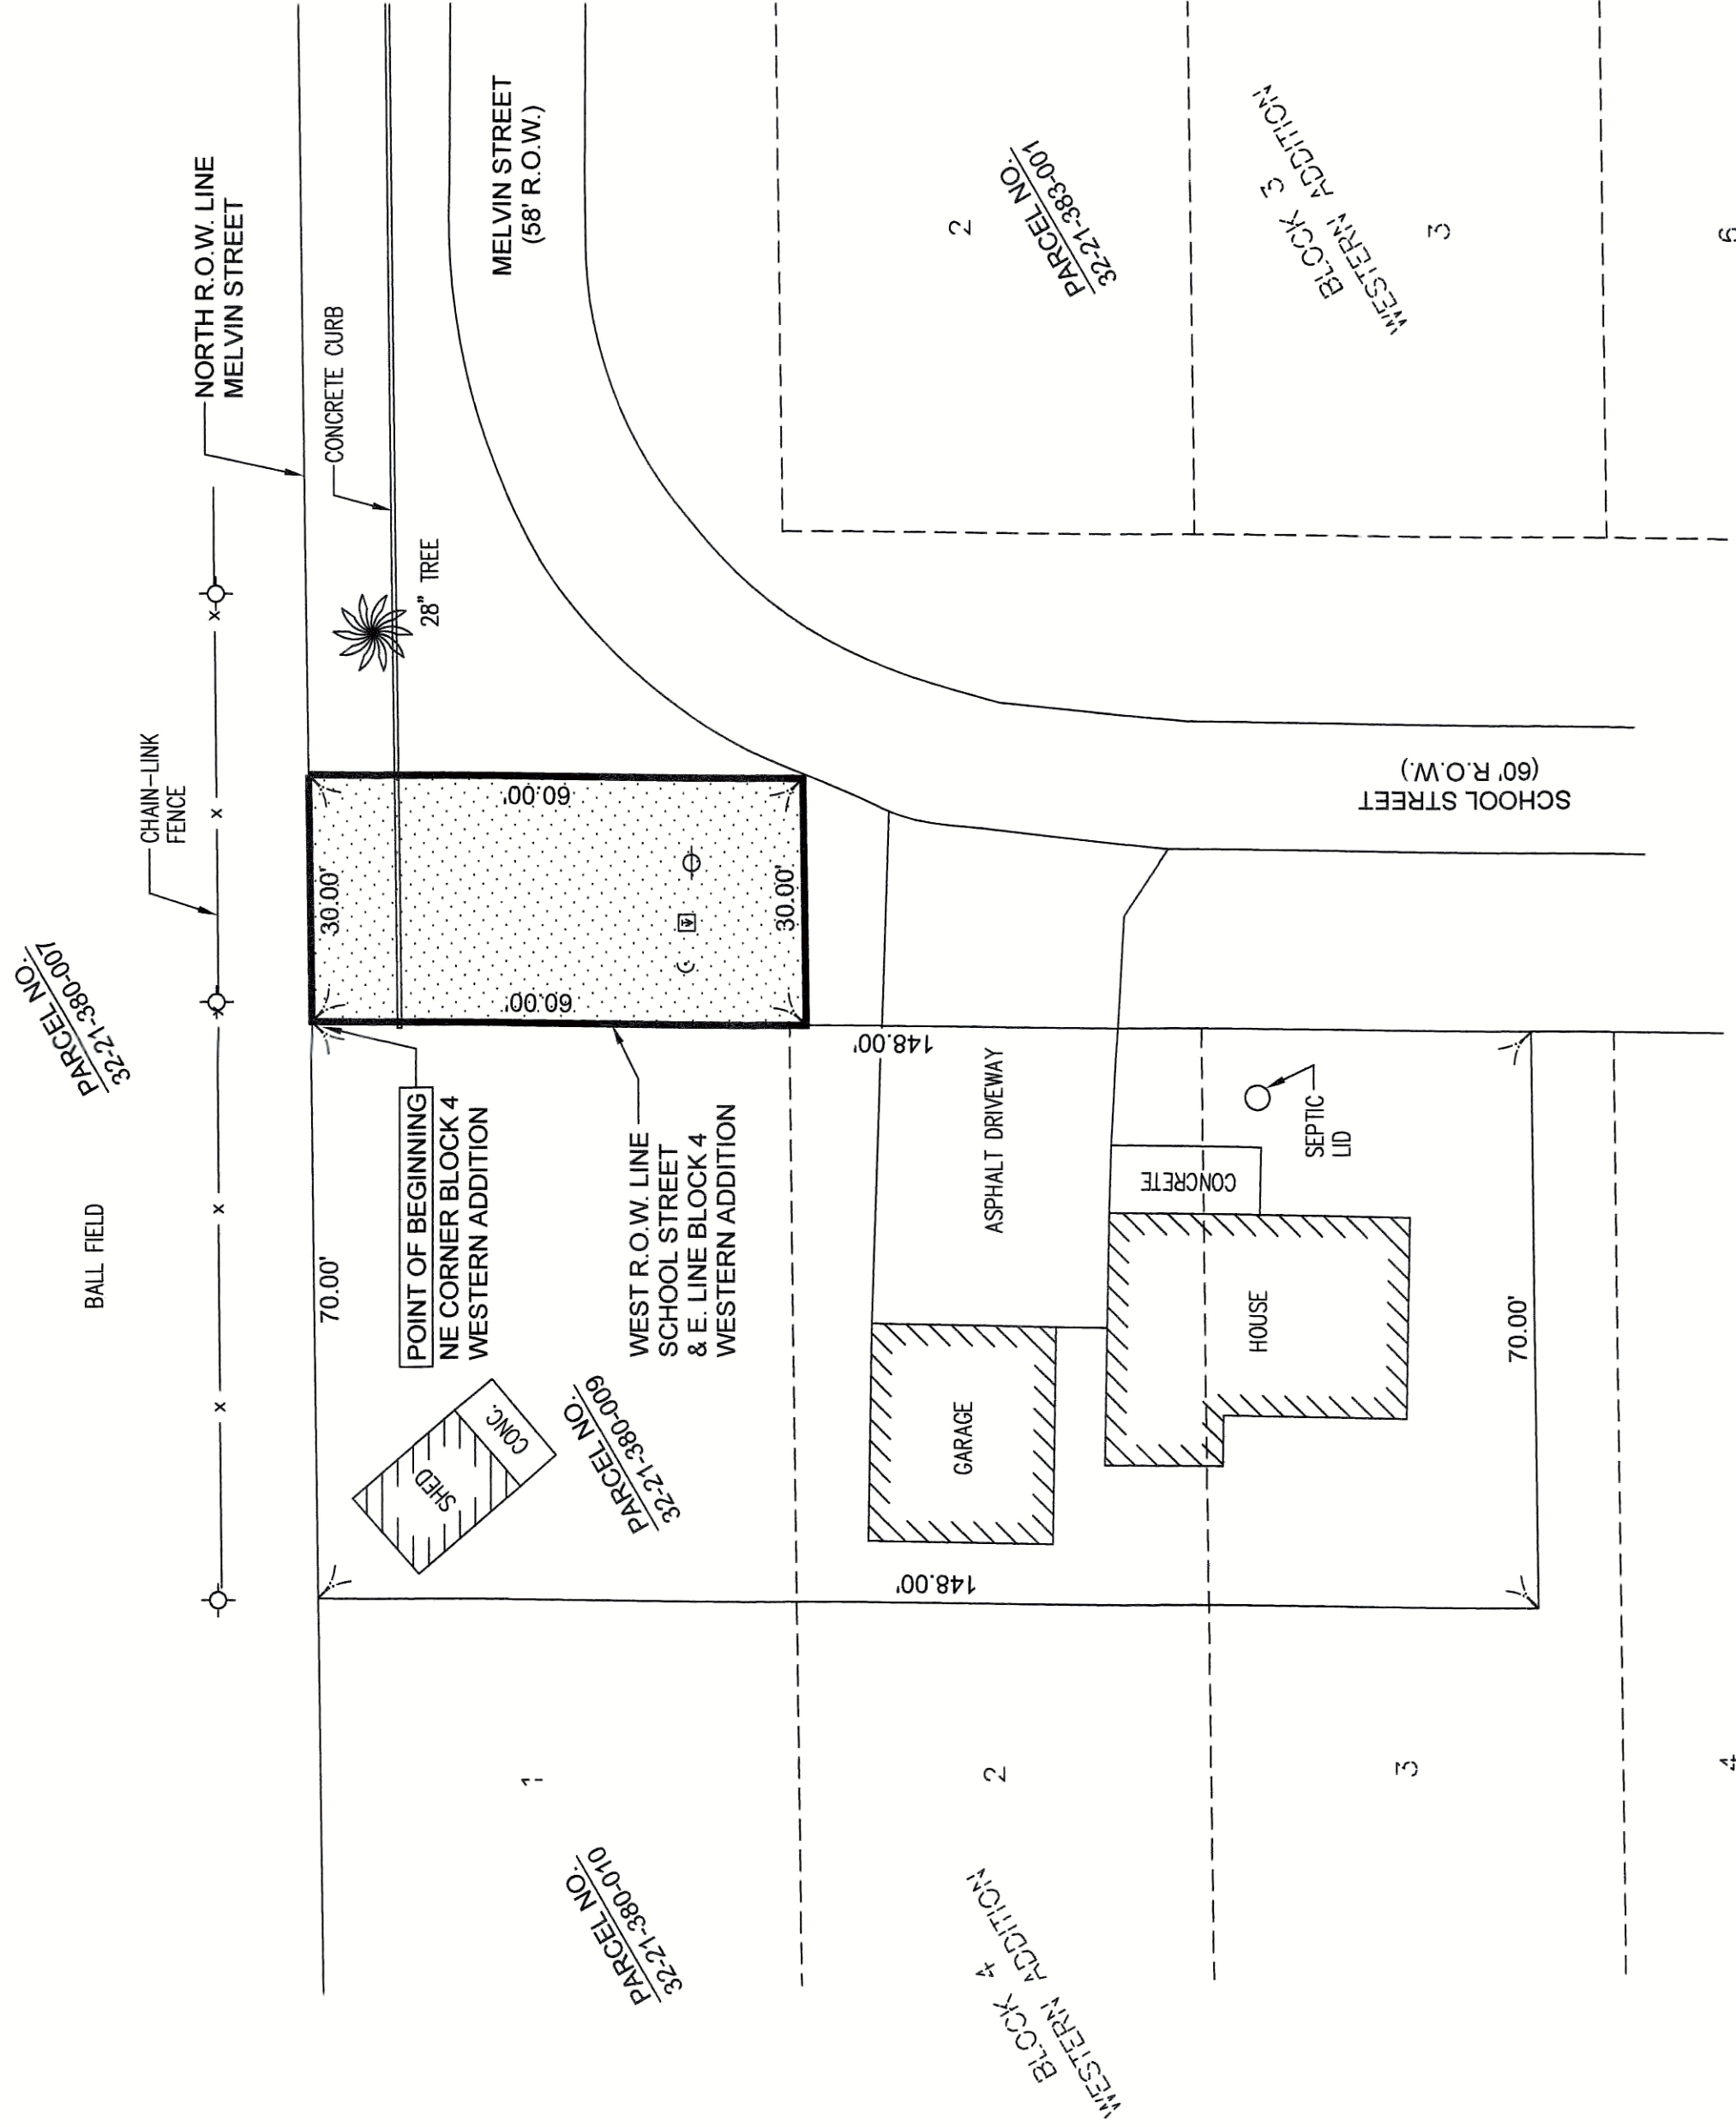 BALL FIELD
PARCEL NO.
32-21-380-007
CHAIN-LINK
FENCE
NORTH R.O.W. LINE
MELVIN STREET
CONCRETE CURB
28" TREE
MELVIN STREET
(58' R.O.W.)
70.00'
30.00'
60.00'
60.00'
30.00'
POINT OF BEGINNING
NE CORNER BLOCK 4
WESTERN ADDITION
WEST R.O.W. LINE
SCHOOL STREET
& E. LINE BLOCK 4
WESTERN ADDITION
SHED
CONC.
PARCEL NO.
32-21-380-009
PARCEL NO.
32-21-380-010
1
148.00'
148.00'
GARAGE
ASPHALT DRIVEWAY
CONCRETE
HOUSE
SEPTIC
LID
70.00'
SCHOOL STREET
(60' R.O.W.)
2
3
4
BLOCK 4
WESTERN ADDITION
2
PARCEL NO.
32-21-383-001
BLOCK 3
WESTERN ADDITION
3
6